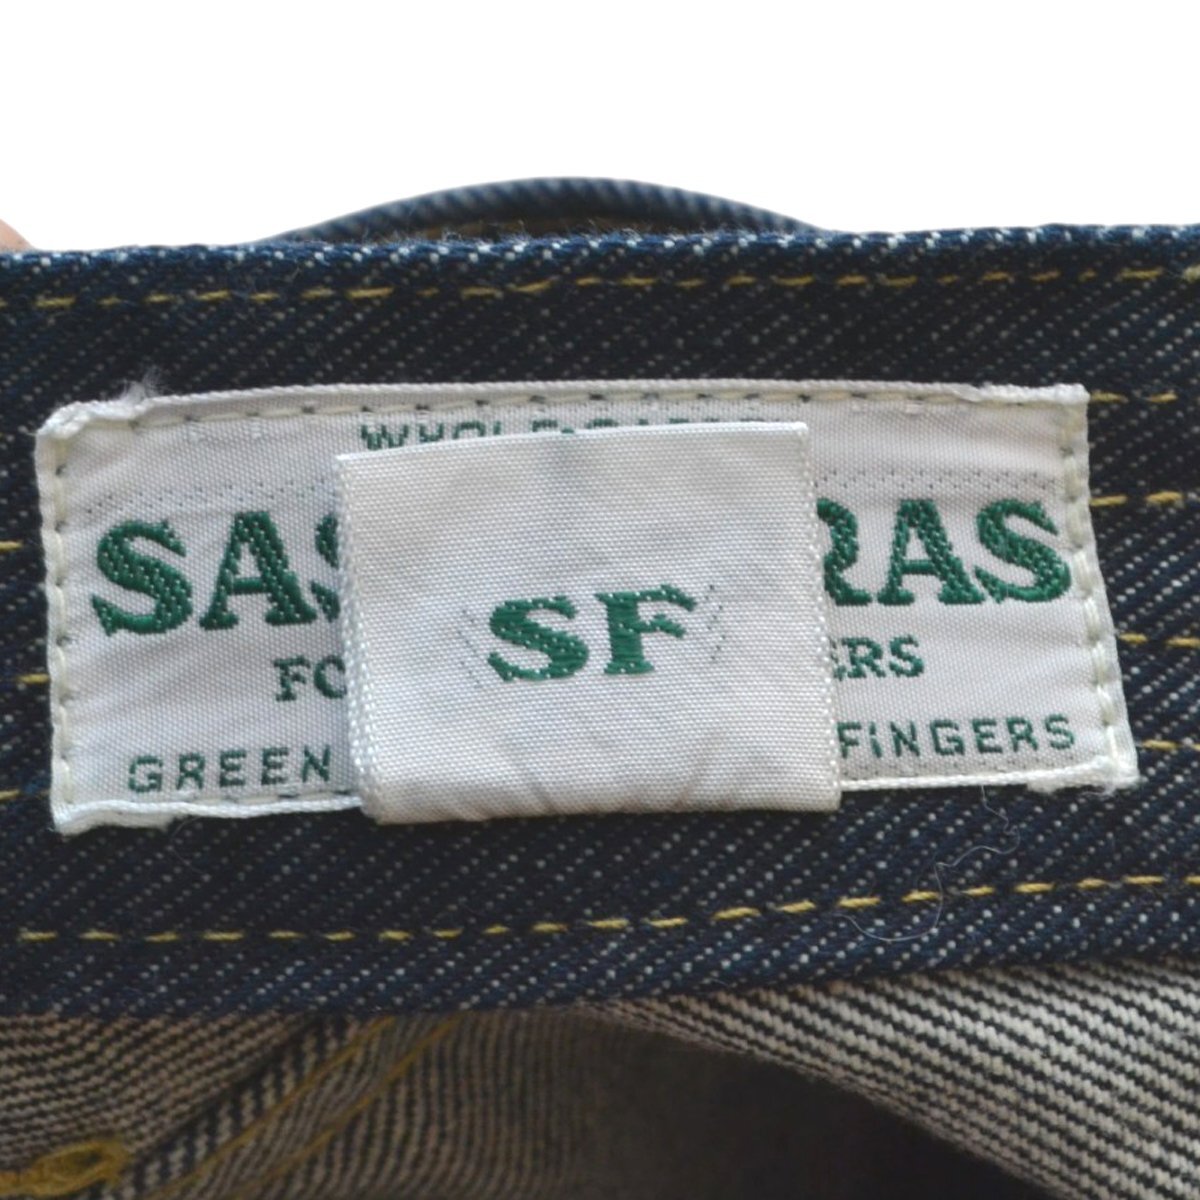 SAS RAS
SF
FO ERS
GREEN FiNGERS